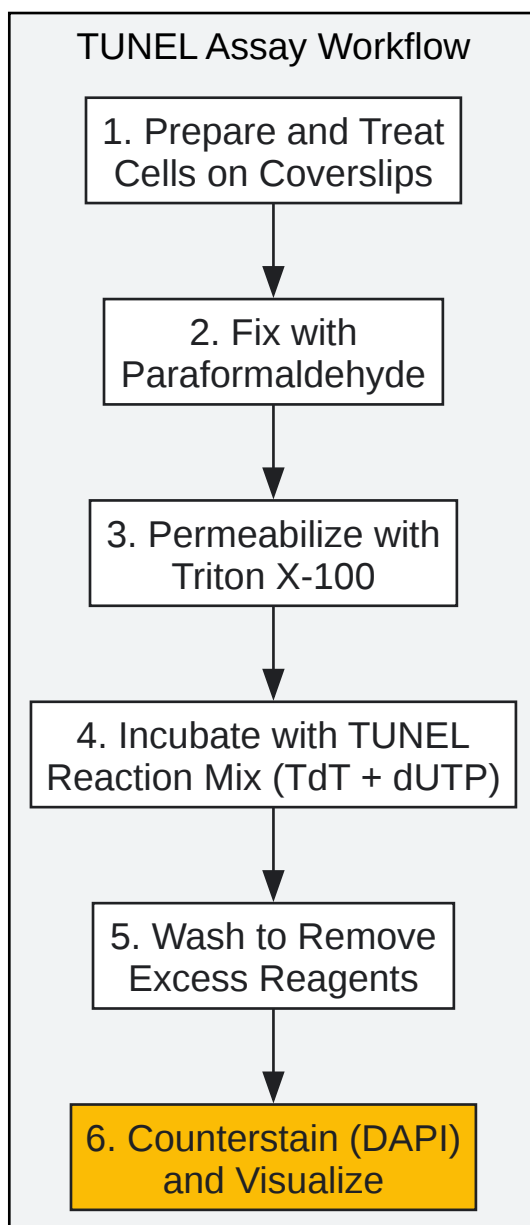 TUNEL Assay Workflow
1. Prepare and Treat
Cells on Coverslips
2. Fix with
Paraformaldehyde
3. Permeabilize with
Triton X-100
4. Incubate with TUNEL
Reaction Mix (TdT + dUTP)
5. Wash to Remove
Excess Reagents
6. Counterstain (DAPI)
and Visualize